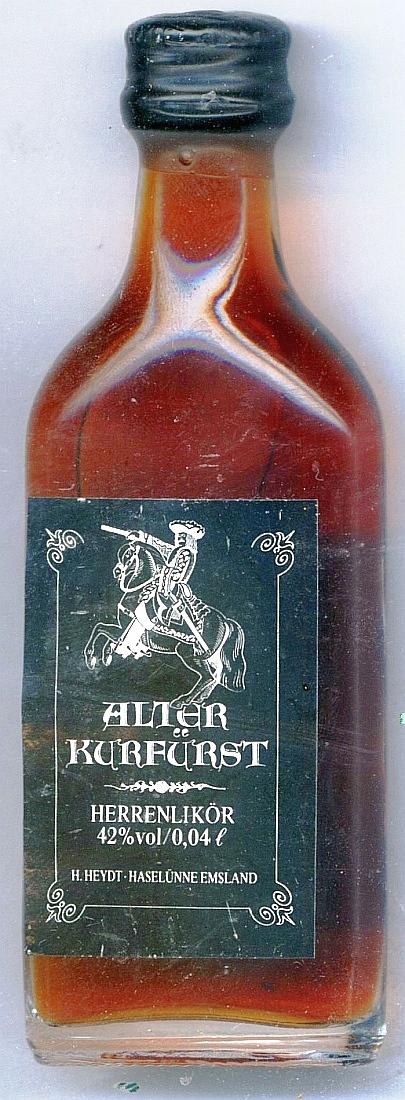 ALTER
KURFÜRST
HERRENLIKÖR
42%vol/0,04 ℓ
H. HEYDT · HASELÜNNE EMSLAND